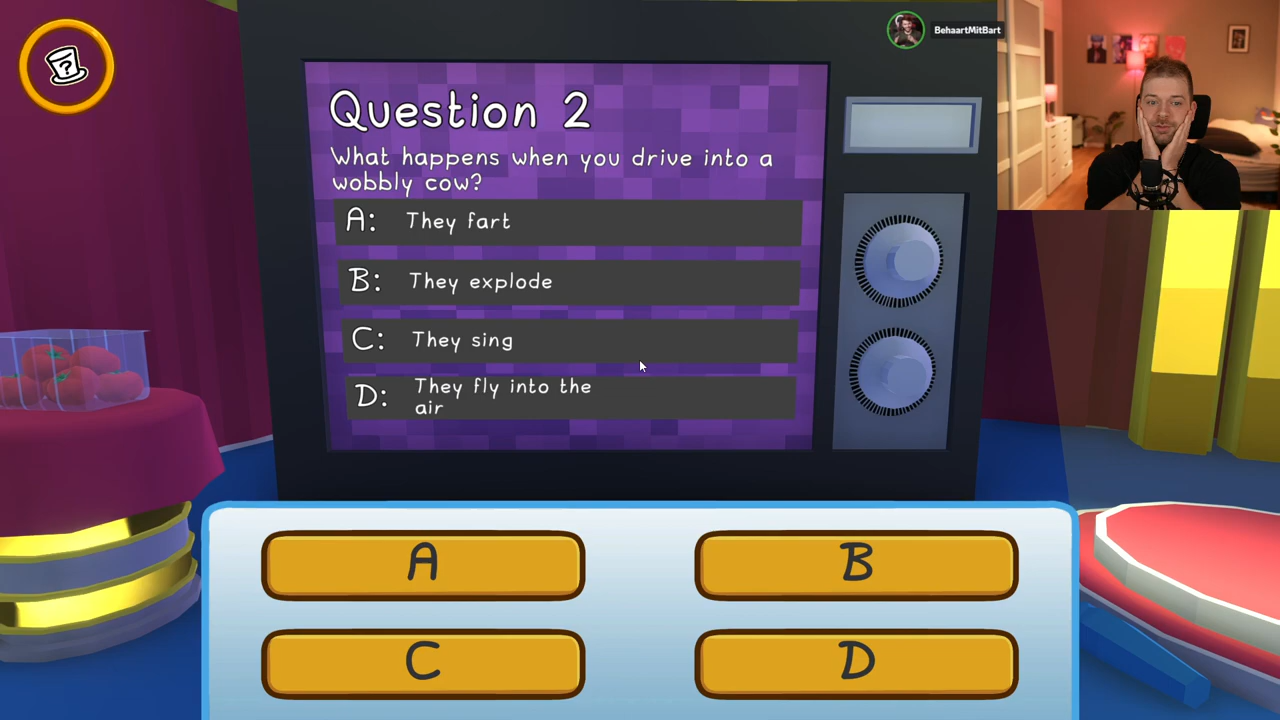 ?
BehaartMitBart
Question 2
What happens when you drive into a
wobbly cow?
A: They fart
B: They explode
C: They sing
D: They fly into the
air
A
B
C
D